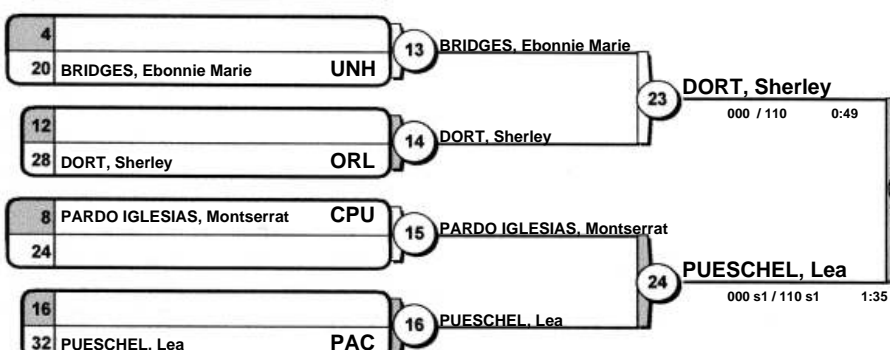 4
20 BRIDGES, Ebonnie Marie UNH
13
BRIDGES, Ebonnie Marie
12
28 DORT, Sherley ORL
14
DORT, Sherley
23
DORT, Sherley
000 / 110 0:49
8 PARDO IGLESIAS, Montserrat CPU
24
15
PARDO IGLESIAS, Montserrat
16
32 PUESCHEL, Lea PAC
16
PUESCHEL, Lea
24
PUESCHEL, Lea
000 s1 / 110 s1 1:35